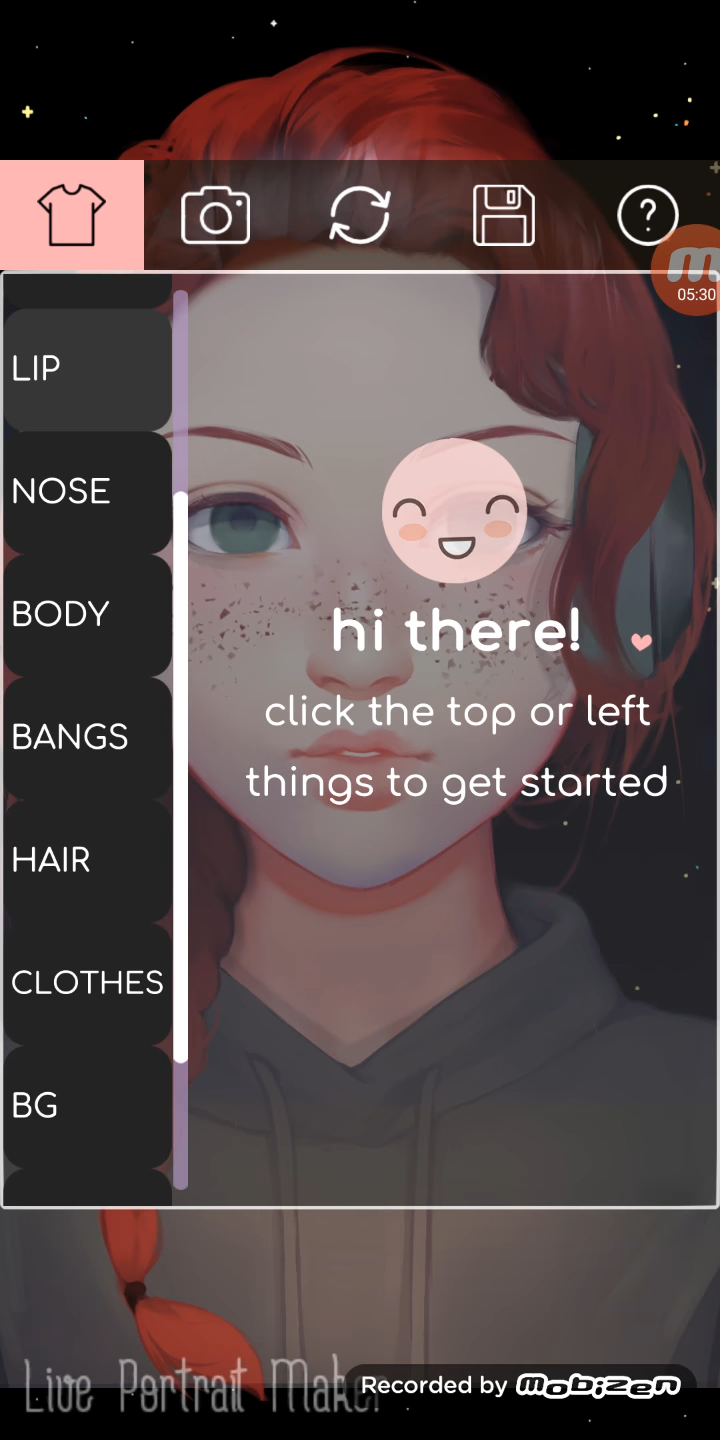 ?
m
05:30
LIP
NOSE
BODY
BANGS
HAIR
CLOTHES
BG
hi there!
click the top or left
things to get started
Live Portrait Maker
Recorded by mobizen